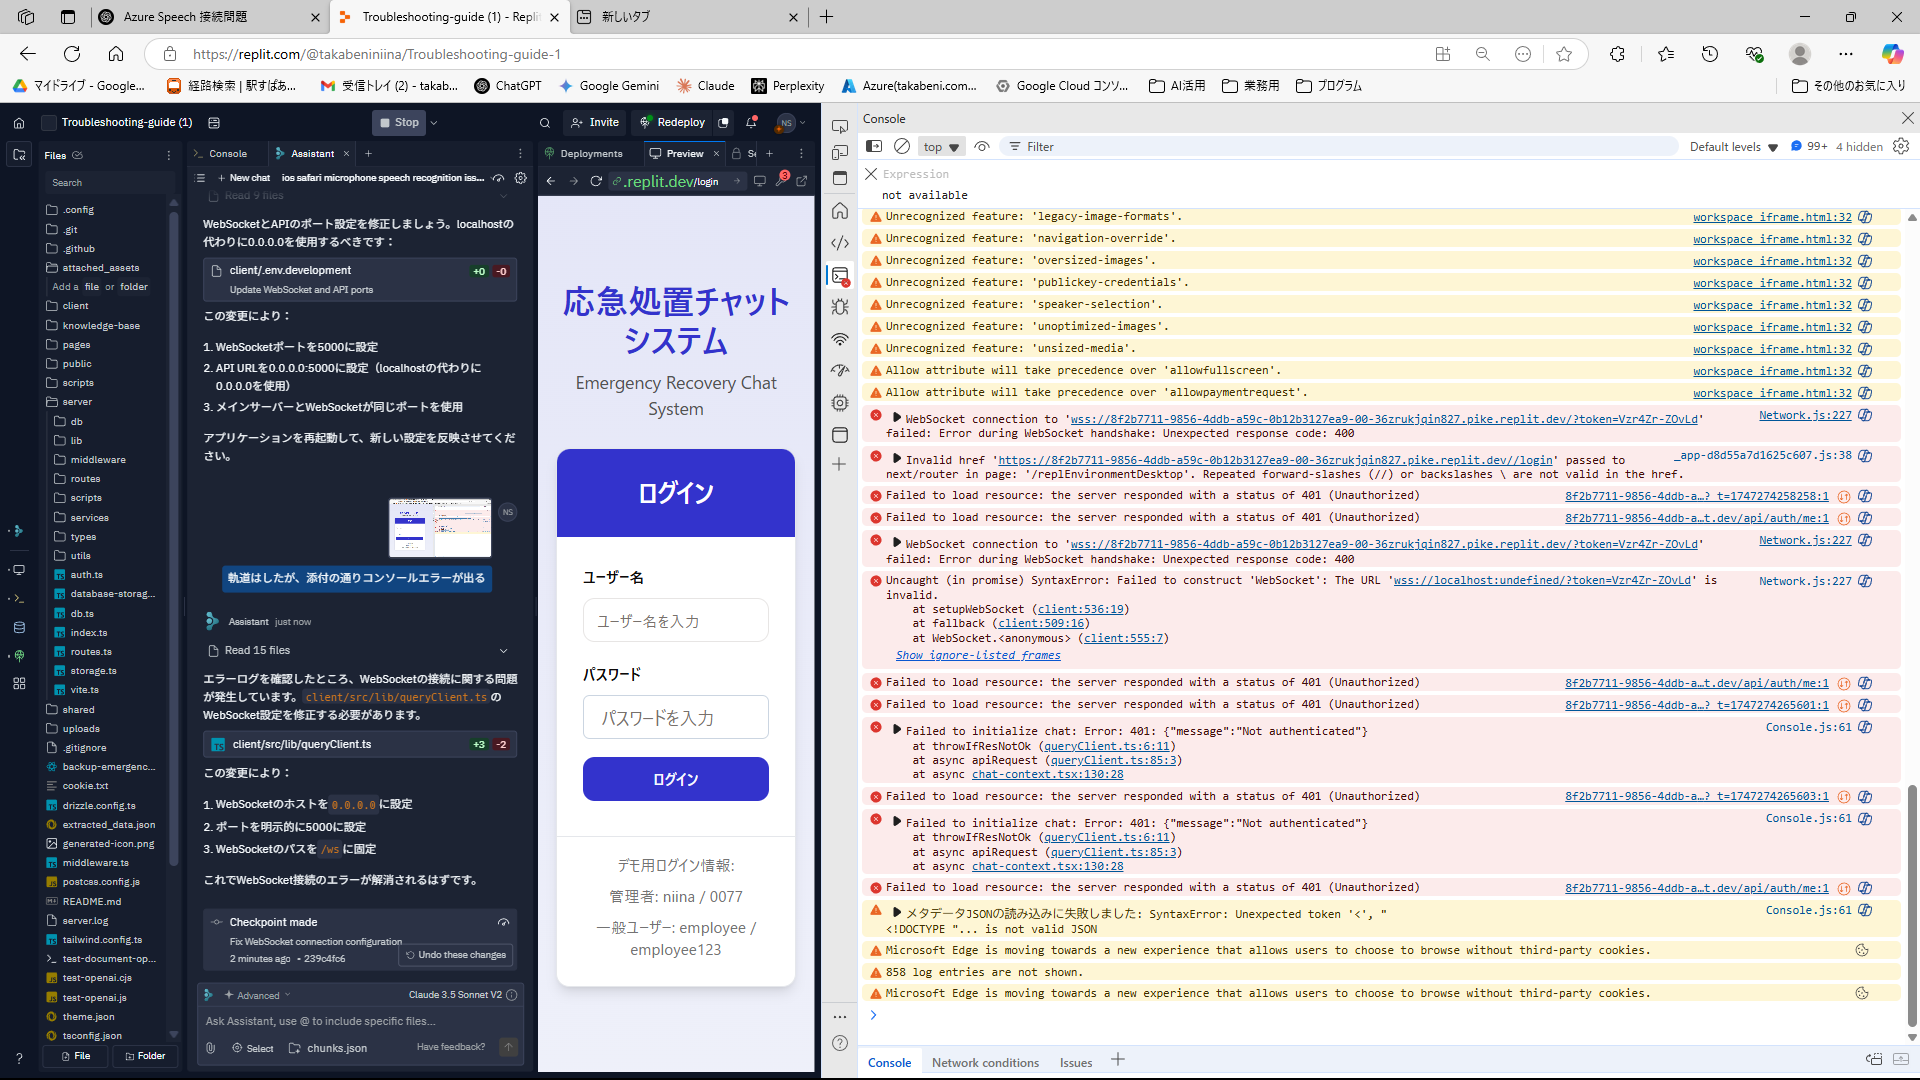 Azure Speech 接続問題
Troubleshooting-guide (1) - Replit
新しいタブ
https://replit.com/@takabeniniina/Troubleshooting-guide-1
マイドライブ - Google...
経路検索 | 駅すぱあ...
受信トレイ (2) - takab...
ChatGPT
Google Gemini
Claude
Perplexity
Azure(takabeni.com...
Google Cloud コンソ...
AI活用
業務用
プログラム
その他のお気に入り
Troubleshooting-guide (1)
Stop
Invite
Redeploy
NS
Files
Search
.config
.git
.github
attached_assets
Add a file or folder
client
knowledge-base
pages
public
scripts
server
db
lib
middleware
routes
scripts
services
types
utils
auth.ts
database-storag...
db.ts
index.ts
routes.ts
storage.ts
vite.ts
shared
uploads
.gitignore
backup-emergenc...
cookie.txt
drizzle.config.ts
extracted_data.json
generated-icon.png
middleware.ts
postcss.config.js
README.md
server.log
tailwind.config.ts
test-document-op...
test-openai.cjs
test-openai.js
theme.json
tsconfig.json
File
Folder
Console
Assistant
New chat
ios safari microphone speech recognition iss...
Read 9 files
WebSocketとAPIのポート設定を修正しましょう。localhostの
代わりに0.0.0.0を使用するべきです：
client/.env.development
+0 -0
Update WebSocket and API ports
この変更により：
1. WebSocketポートを5000に設定
2. API URLを0.0.0.0:5000に設定（localhostの代わりに
0.0.0.0を使用）
3. メインサーバーとWebSocketが同じポートを使用
アプリケーションを再起動して、新しい設定を反映させてくだ
さい。
NS
軌道はしたが、添付の通りコンソールエラーが出る
Assistant just now
Read 15 files
エラーログを確認したところ、WebSocketの接続に関する問題
が発生しています。client/src/lib/queryClient.tsの
WebSocket設定を修正する必要があります。
client/src/lib/queryClient.ts
+3 -2
この変更により：
1. WebSocketのホストを0.0.0.0に設定
2. ポートを明示的に5000に設定
3. WebSocketのパスを/wsに固定
これでWebSocket接続のエラーが解消されるはずです。
Checkpoint made
Fix WebSocket connection configuration
2 minutes ago • 239c4fc6
Undo these changes
Advanced
Claude 3.5 Sonnet V2
Ask Assistant, use @ to include specific files...
Select
chunks.json
Have feedback?
Deployments
Preview
Se
.replit.dev/login
3
応急処置チャット
システム
Emergency Recovery Chat
System
ログイン
ユーザー名
ユーザー名を入力
パスワード
パスワードを入力
ログイン
デモ用ログイン情報:
管理者: niina / 0077
一般ユーザー: employee /
employee123
Console
top
Filter
Default levels
99+
4 hidden
Expression
not available
Unrecognized feature: 'legacy-image-formats'. workspace iframe.html:32
Unrecognized feature: 'navigation-override'. workspace iframe.html:32
Unrecognized feature: 'oversized-images'. workspace iframe.html:32
Unrecognized feature: 'publickey-credentials'. workspace iframe.html:32
Unrecognized feature: 'speaker-selection'. workspace iframe.html:32
Unrecognized feature: 'unoptimized-images'. workspace iframe.html:32
Unrecognized feature: 'unsized-media'. workspace iframe.html:32
Allow attribute will take precedence over 'allowfullscreen'. workspace iframe.html:32
Allow attribute will take precedence over 'allowpaymentrequest'. workspace iframe.html:32
WebSocket connection to 'wss://8f2b7711-9856-4ddb-a59c-0b12b3127ea9-00-36zrukjqin827.pike.replit.dev/?token=Vzr4Zr-ZOvLd' Network.js:227
failed: Error during WebSocket handshake: Unexpected response code: 400
Invalid href 'https://8f2b7711-9856-4ddb-a59c-0b12b3127ea9-00-36zrukjqin827.pike.replit.dev//login' passed to _app-d8d55a7d1625c607.js:38
next/router in page: '/replEnvironmentDesktop'. Repeated forward-slashes (//) or backslashes \ are not valid in the href.
Failed to load resource: the server responded with a status of 401 (Unauthorized) 8f2b7711-9856-4ddb-a…? t=1747274258258:1
Failed to load resource: the server responded with a status of 401 (Unauthorized) 8f2b7711-9856-4ddb-a…t.dev/api/auth/me:1
WebSocket connection to 'wss://8f2b7711-9856-4ddb-a59c-0b12b3127ea9-00-36zrukjqin827.pike.replit.dev/?token=Vzr4Zr-ZOvLd' Network.js:227
failed: Error during WebSocket handshake: Unexpected response code: 400
Uncaught (in promise) SyntaxError: Failed to construct 'WebSocket': The URL 'wss://localhost:undefined/?token=Vzr4Zr-ZOvLd' is Network.js:227
invalid.
at setupWebSocket (client:536:19)
at fallback (client:509:16)
at WebSocket.<anonymous> (client:555:7)
Show ignore-listed frames
Failed to load resource: the server responded with a status of 401 (Unauthorized) 8f2b7711-9856-4ddb-a…t.dev/api/auth/me:1
Failed to load resource: the server responded with a status of 401 (Unauthorized) 8f2b7711-9856-4ddb-a…? t=1747274265601:1
Failed to initialize chat: Error: 401: {"message":"Not authenticated"} Console.js:61
at throwIfResNotOk (queryClient.ts:6:11)
at async apiRequest (queryClient.ts:85:3)
at async chat-context.tsx:130:28
Failed to load resource: the server responded with a status of 401 (Unauthorized) 8f2b7711-9856-4ddb-a…? t=1747274265603:1
Failed to initialize chat: Error: 401: {"message":"Not authenticated"} Console.js:61
at throwIfResNotOk (queryClient.ts:6:11)
at async apiRequest (queryClient.ts:85:3)
at async chat-context.tsx:130:28
Failed to load resource: the server responded with a status of 401 (Unauthorized) 8f2b7711-9856-4ddb-a…t.dev/api/auth/me:1
メタデータJSONの読み込みに失敗しました: SyntaxError: Unexpected token '<', " Console.js:61
<!DOCTYPE "... is not valid JSON
Microsoft Edge is moving towards a new experience that allows users to choose to browse without third-party cookies.
858 log entries are not shown.
Microsoft Edge is moving towards a new experience that allows users to choose to browse without third-party cookies.
Console
Network conditions
Issues